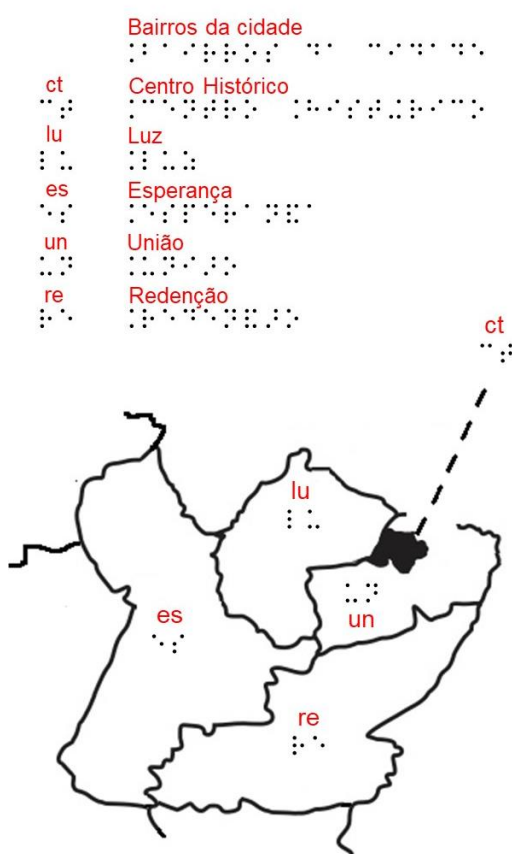 Bairros da cidade
⠨⠃⠁⠊⠗⠗⠕⠎ ⠙⠁ ⠉⠊⠙⠁⠙⠑
ct Centro Histórico
⠉⠞ ⠨⠉⠑⠝⠞⠗⠕ ⠨⠓⠊⠎⠞⠬⠗⠊⠉⠕
lu Luz
⠇⠥ ⠨⠇⠥⠵
es Esperança
⠑⠎ ⠨⠑⠎⠏⠑⠗⠁⠝⠯⠁
un União
⠥⠝ ⠨⠥⠝⠊⠜⠕
re Redenção
⠗⠑ ⠨⠗⠑⠙⠑⠝⠯⠜⠕
ct
⠉⠞
lu
⠇⠥
⠥⠝
un
es
⠑⠎
re
⠗⠑